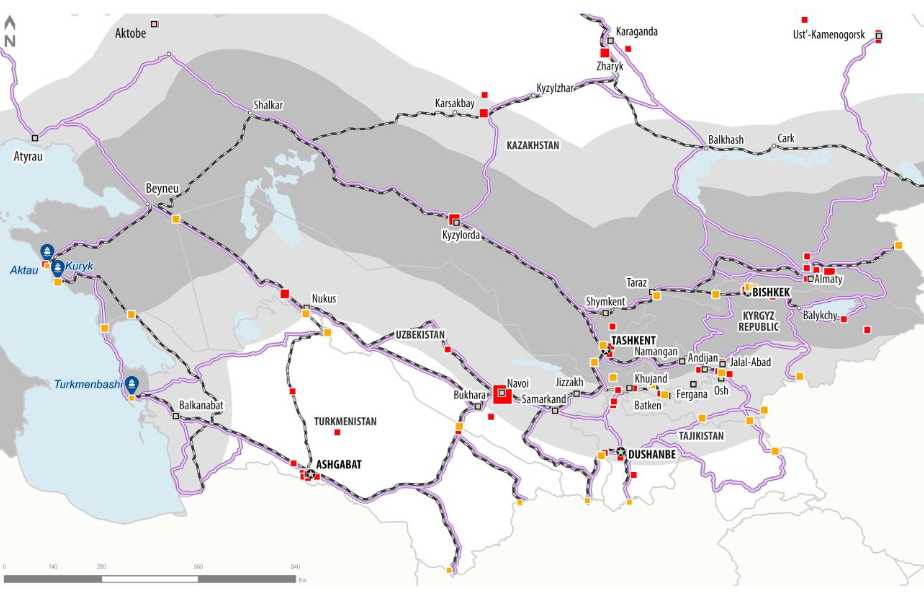 N
Aktobe
Karaganda
Ust'-Kamenogorsk
Zharyk
Kyzylzhar
Karsakbay
Shalkar
KAZAKHSTAN
Balkhash
Cark
Atyrau
Beyneu
Kyzylorda
Aktau
Kuryk
Almaty
Taraz
BISHKEK
Nukus
Shymkent
KYRGYZ
REPUBLIC
Balykchy
UZBEKISTAN
TASHKENT
Namangan
Andijan
Jalal-Abad
Turkmenbashi
Navoi
Jizzakh
Khujand
Osh
Bukhara
Samarkand
Batken
Fergana
Balkanabat
TURKMENISTAN
TAJIKISTAN
DUSHANBE
ASHGABAT
0 140 280 560 840
Km